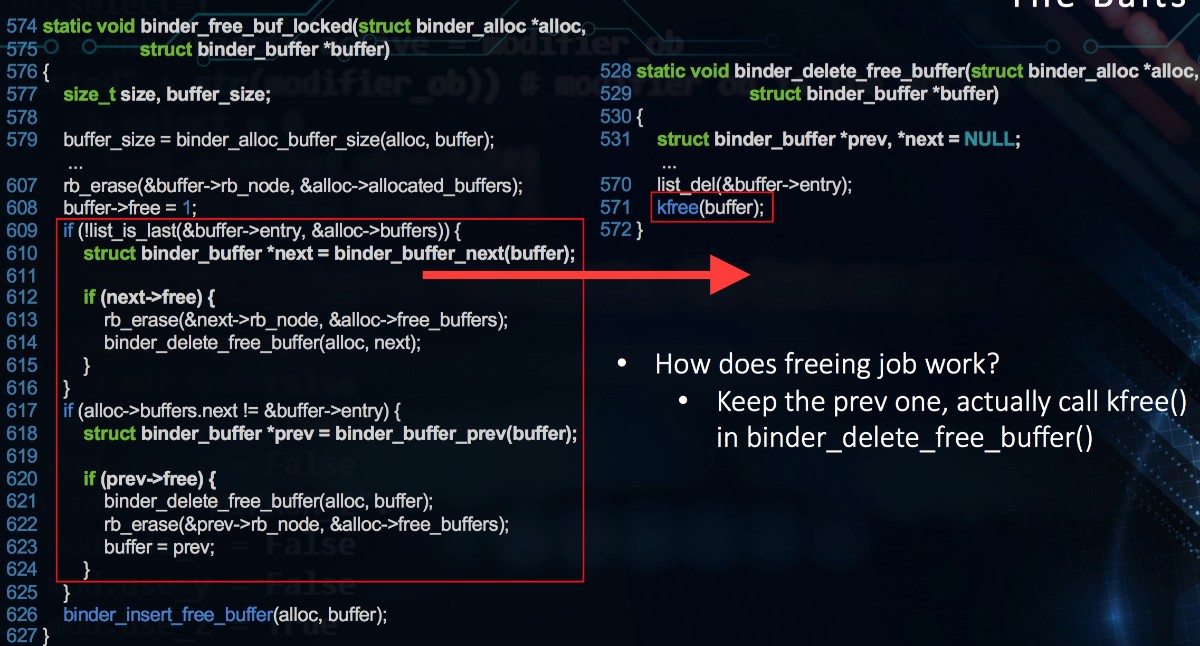 The Baits
574 static void binder_free_buf_locked(struct binder_alloc *alloc,
575 struct binder_buffer *buffer)
576 {
577 size_t size, buffer_size;
578
579 buffer_size = binder_alloc_buffer_size(alloc, buffer);
...
607 rb_erase(&buffer->rb_node, &alloc->allocated_buffers);
608 buffer->free = 1;
609 if (!list_is_last(&buffer->entry, &alloc->buffers)) {
610 struct binder_buffer *next = binder_buffer_next(buffer);
611
612 if (next->free) {
613 rb_erase(&next->rb_node, &alloc->free_buffers);
614 binder_delete_free_buffer(alloc, next);
615 }
616 }
617 if (alloc->buffers.next != &buffer->entry) {
618 struct binder_buffer *prev = binder_buffer_prev(buffer);
619
620 if (prev->free) {
621 binder_delete_free_buffer(alloc, buffer);
622 rb_erase(&prev->rb_node, &alloc->free_buffers);
623 buffer = prev;
624 }
625 }
626 binder_insert_free_buffer(alloc, buffer);
627 }
528 static void binder_delete_free_buffer(struct binder_alloc *alloc,
529 struct binder_buffer *buffer)
530 {
531 struct binder_buffer *prev, *next = NULL;
...
570 list_del(&buffer->entry);
571 kfree(buffer);
572 }
• How does freeing job work?
• Keep the prev one, actually call kfree()
in binder_delete_free_buffer()